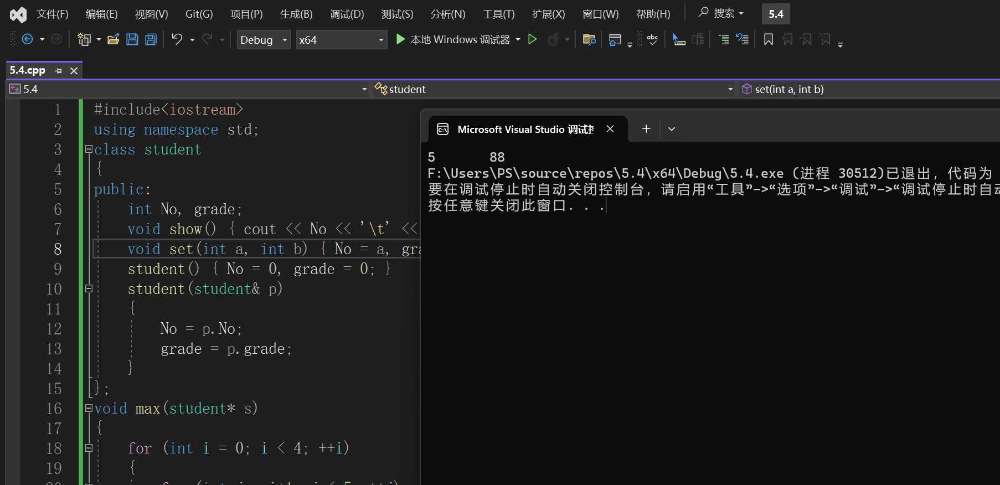 文件(F) 编辑(E) 视图(V) Git(G) 项目(P) 生成(B) 调试(D) 测试(S) 分析(N) 工具(T) 扩展(X) 窗口(W) 帮助(H) 搜索 5.4
Debug x64 本地 Windows 调试器 abc
5.4.cpp
5.4 student set(int a, int b)
1 #include<iostream>
2 using namespace std;
3 class student
4 {
5 public:
6 int No, grade;
7 void show() { cout << No << '\t' <<
8 void set(int a, int b) { No = a, gra
9 student() { No = 0, grade = 0; }
10 student(student& p)
11 {
12 No = p.No;
13 grade = p.grade;
14 }
15 };
16 void max(student* s)
17 {
18 for (int i = 0; i < 4; ++i)
19 {
Microsoft Visual Studio 调试
5 88
F:\Users\PS\source\repos\5.4\x64\Debug\5.4.exe (进程 30512)已退出,代码为
要在调试停止时自动关闭控制台,请启用“工具”->“选项”->“调试”->“调试停止时自动
按任意键关闭此窗口. . .